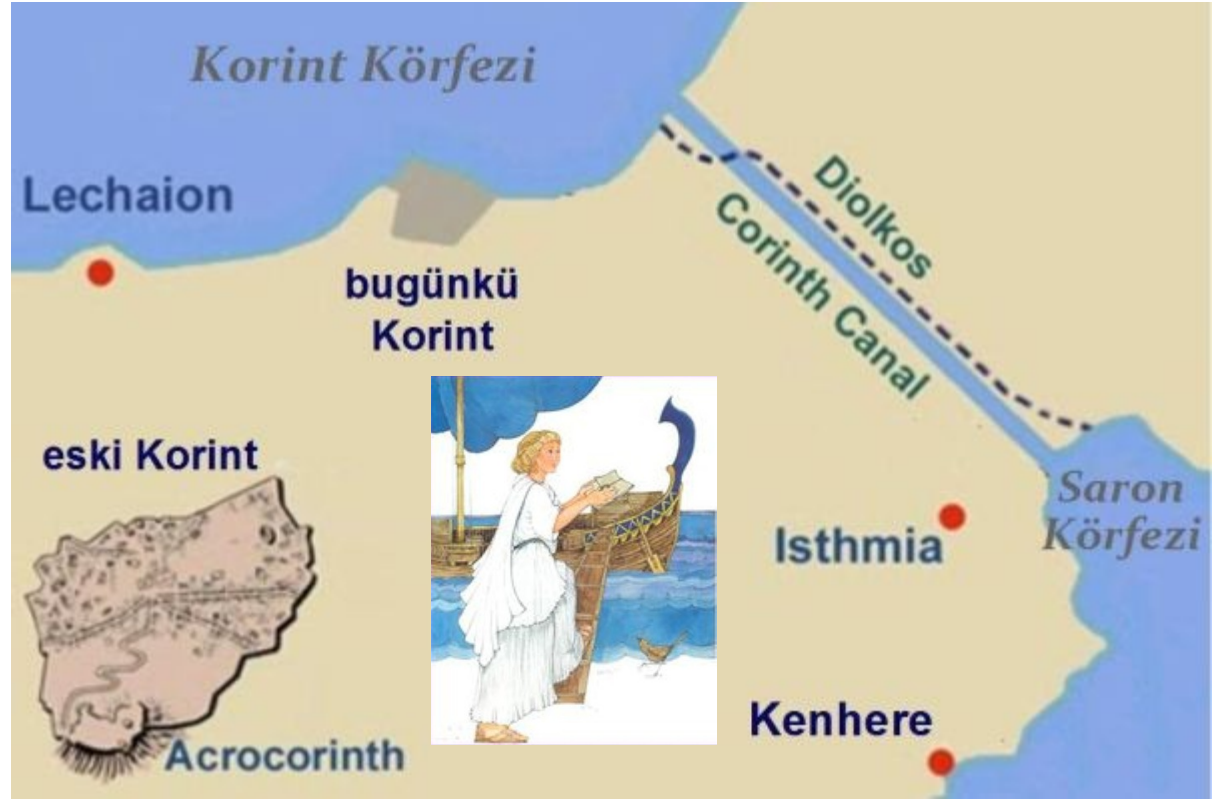 Korint Körfezi
Lechaion
Diolkos
Corinth Canal
bugünkü
Korint
eski Korint
Saron
Körfezi
Isthmia
Kenhere
Acrocorinth